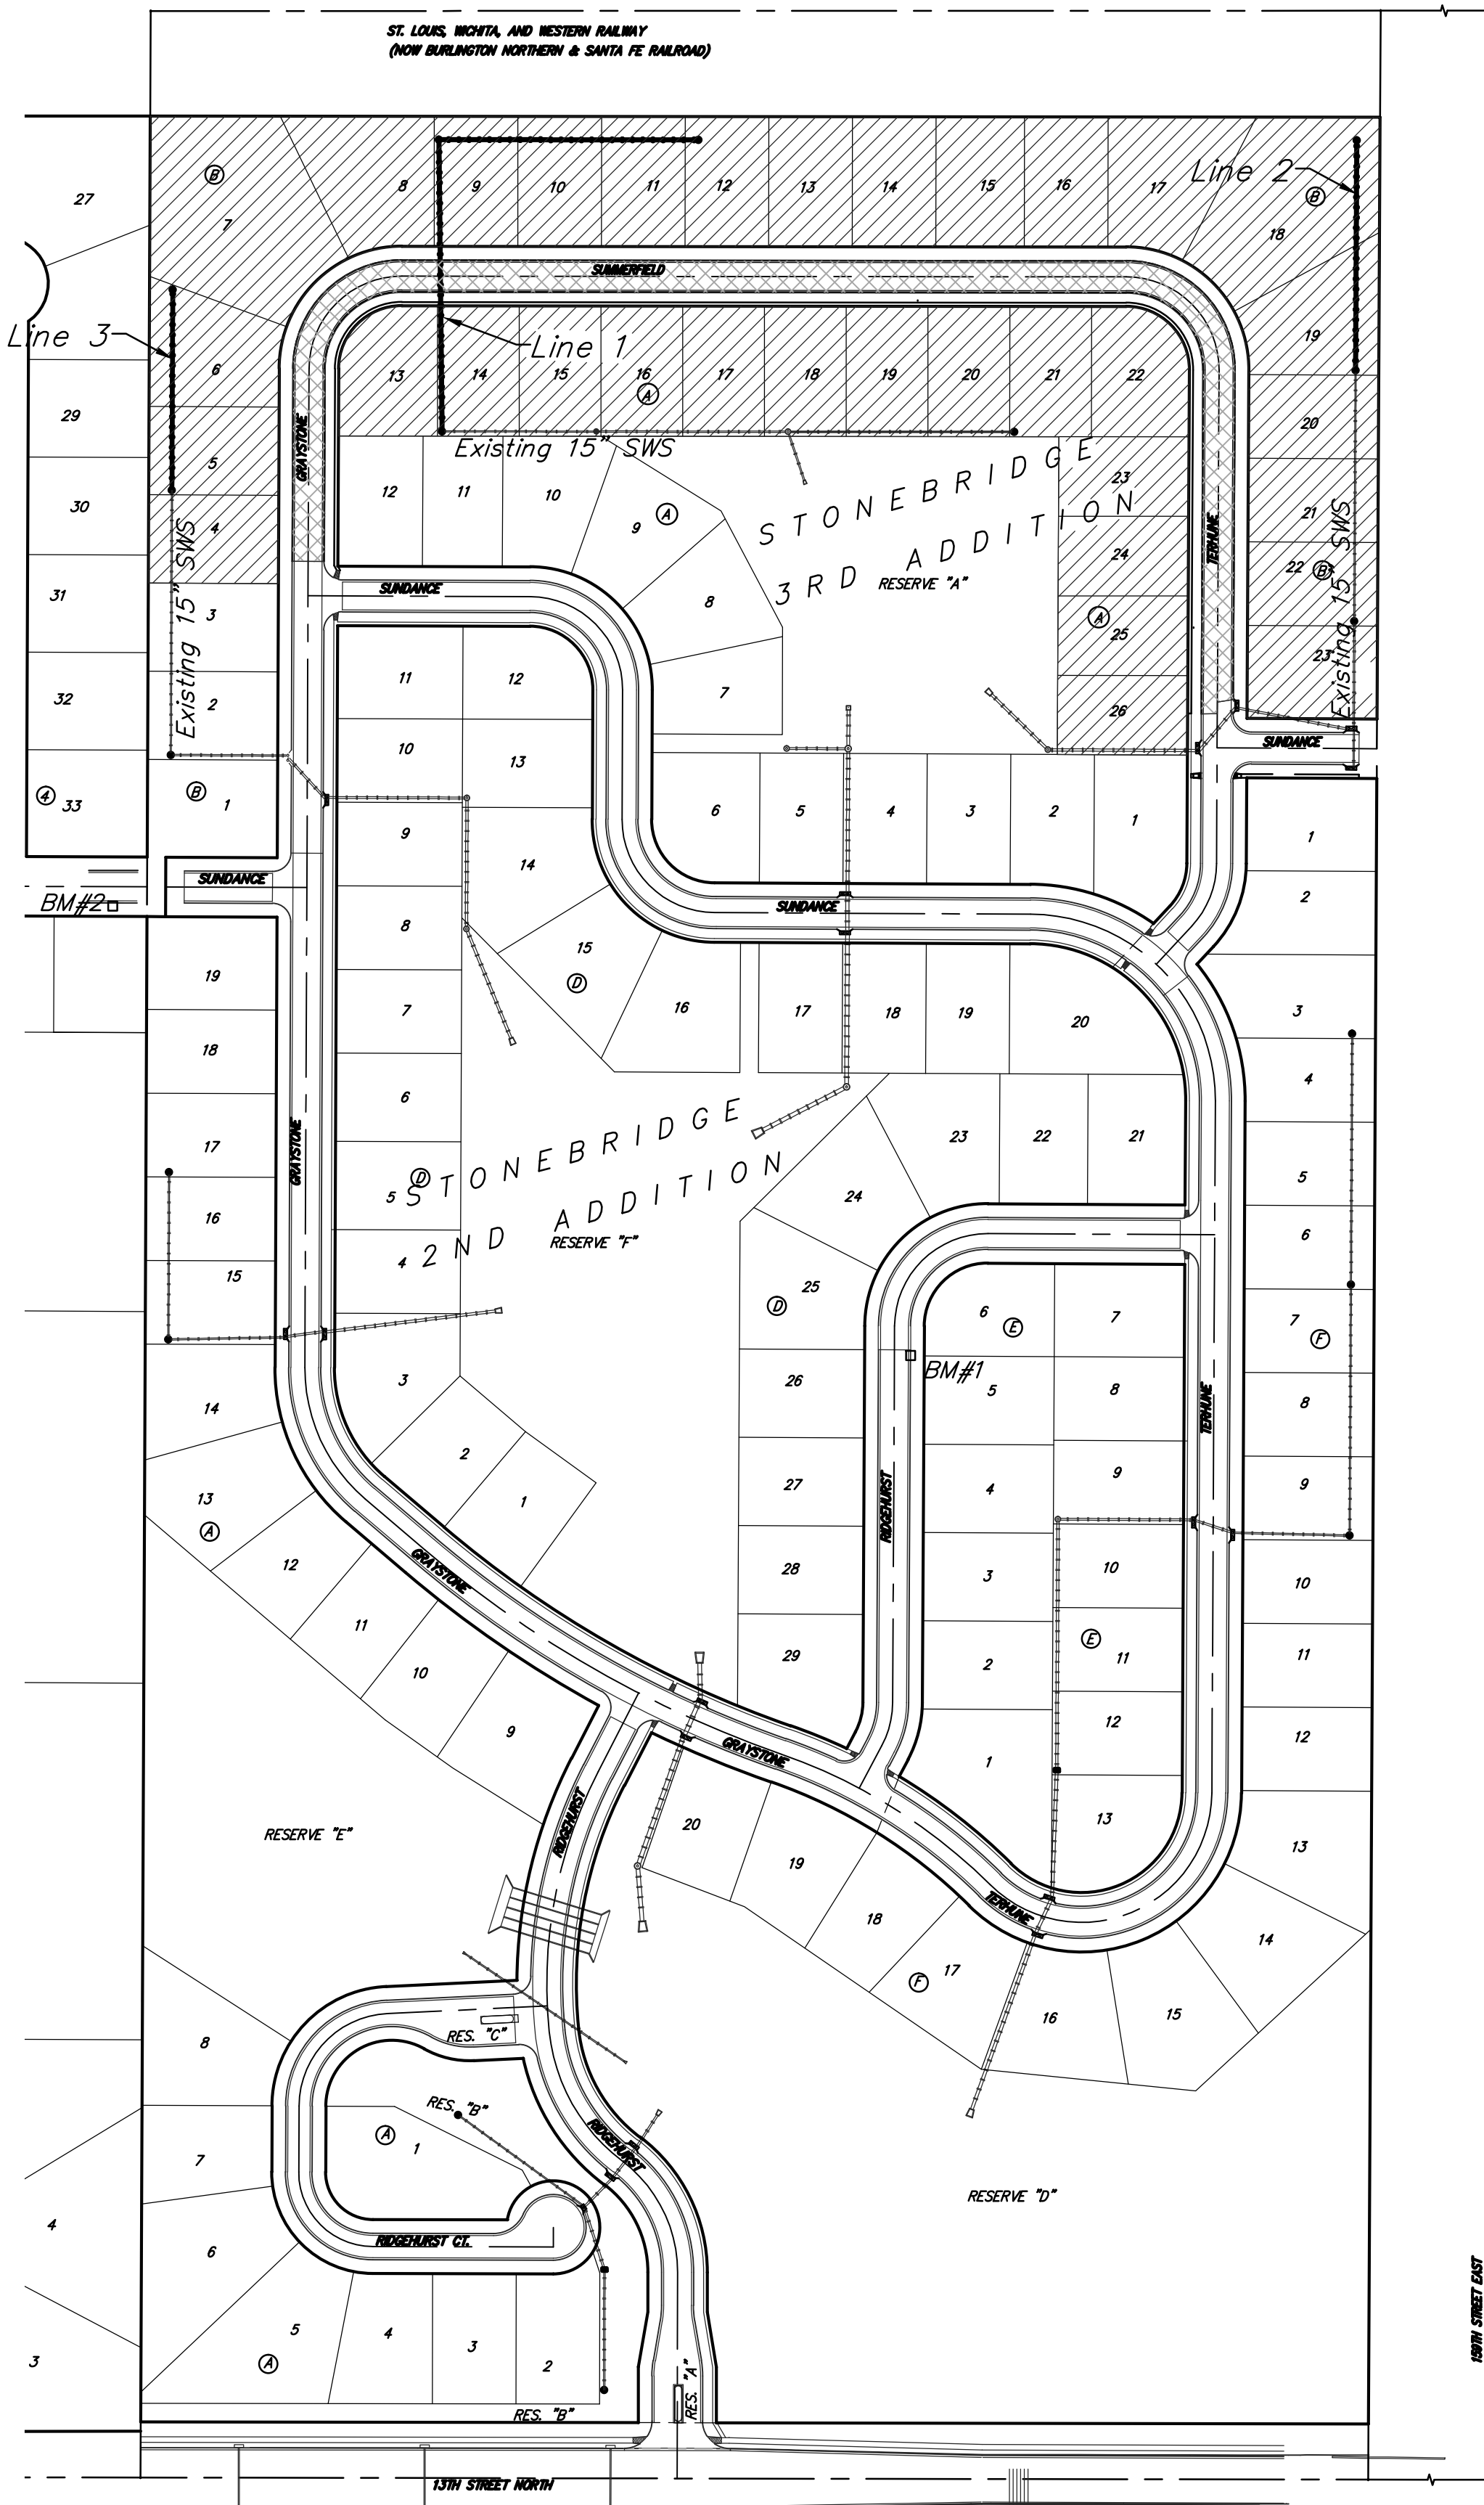 ST. LOUIS, WICHITA, AND WESTERN RAILWAY
(NOW BURLINGTON NORTHERN & SANTA FE RAILROAD)
Line 2
B
B
27
7
8
9
10
11
12
13
14
15
16
17
18
SUMMERFIELD
Line 3
Line 1
6
13
14
15
16
17
18
19
20
21
22
19
A
29
GRAYSTONE
20
5
Existing 15" SWS
12
11
10
9
A
STONEBRIDGE
3RD ADDITION
RESERVE "A"
23
30
4
Existing 15" SWS
TERHUNE
21
Existing 15" SWS
24
22
B
31
3
SUNDANCE
8
A
25
23
32
2
11
12
7
26
10
13
SUNDANCE
4
33
B
1
9
14
6
5
4
3
2
1
1
SUNDANCE
BM#2
2
SUNDANCE
8
15
D
19
16
17
18
19
20
3
7
18
4
6
17
GRAYSTONE
STONEBRIDGE
2ND ADDITION
RESERVE "F"
23
22
21
5
D
5
24
16
4
6
15
25
D
6
E
7
7
F
3
BM#1
14
26
5
8
TERHUNE
8
2
13
A
1
27
4
9
9
RIDGEHURST
12
GRAYSTONE
28
3
10
10
11
E
10
29
2
11
11
9
12
12
GRAYSTONE
1
20
13
13
RESERVE "E"
RIDGEHURST
19
18
TERHUNE
14
F
17
16
15
8
RES. "C"
RES. "B"
A
1
7
RIDGEHURST
4
6
RIDGEHURST CT.
RESERVE "D"
5
4
3
2
A
3
RES. "A"
RES. "B"
159TH STREET EAST
13TH STREET NORTH